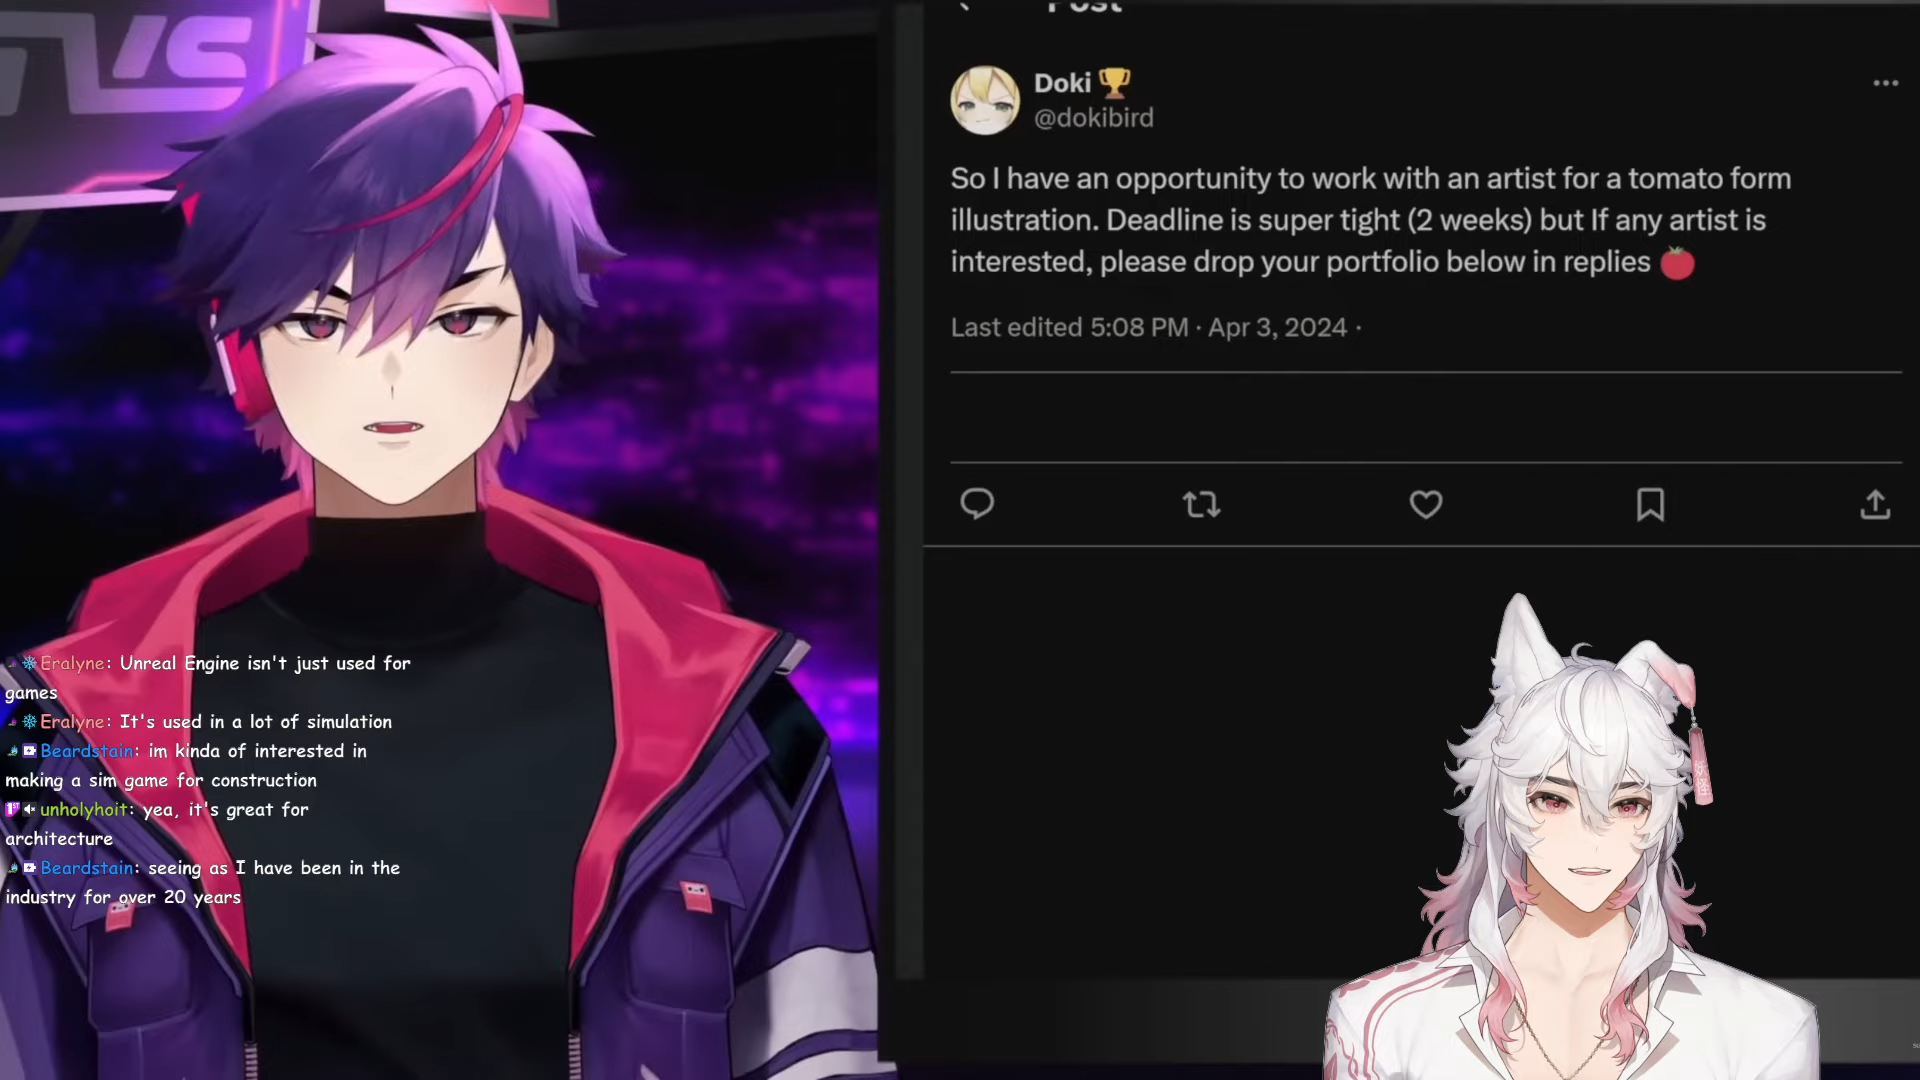 Post
Doki 🏆
@dokibird
So I have an opportunity to work with an artist for a tomato form
illustration. Deadline is super tight (2 weeks) but If any artist is
interested, please drop your portfolio below in replies 🍅
Last edited 5:08 PM · Apr 3, 2024 ·
Eralyne: Unreal Engine isn't just used for
games
Eralyne: It's used in a lot of simulation
Beardstain: im kinda of interested in
making a sim game for construction
unholyhoit: yea, it's great for
architecture
Beardstain: seeing as I have been in the
industry for over 20 years
妖怪